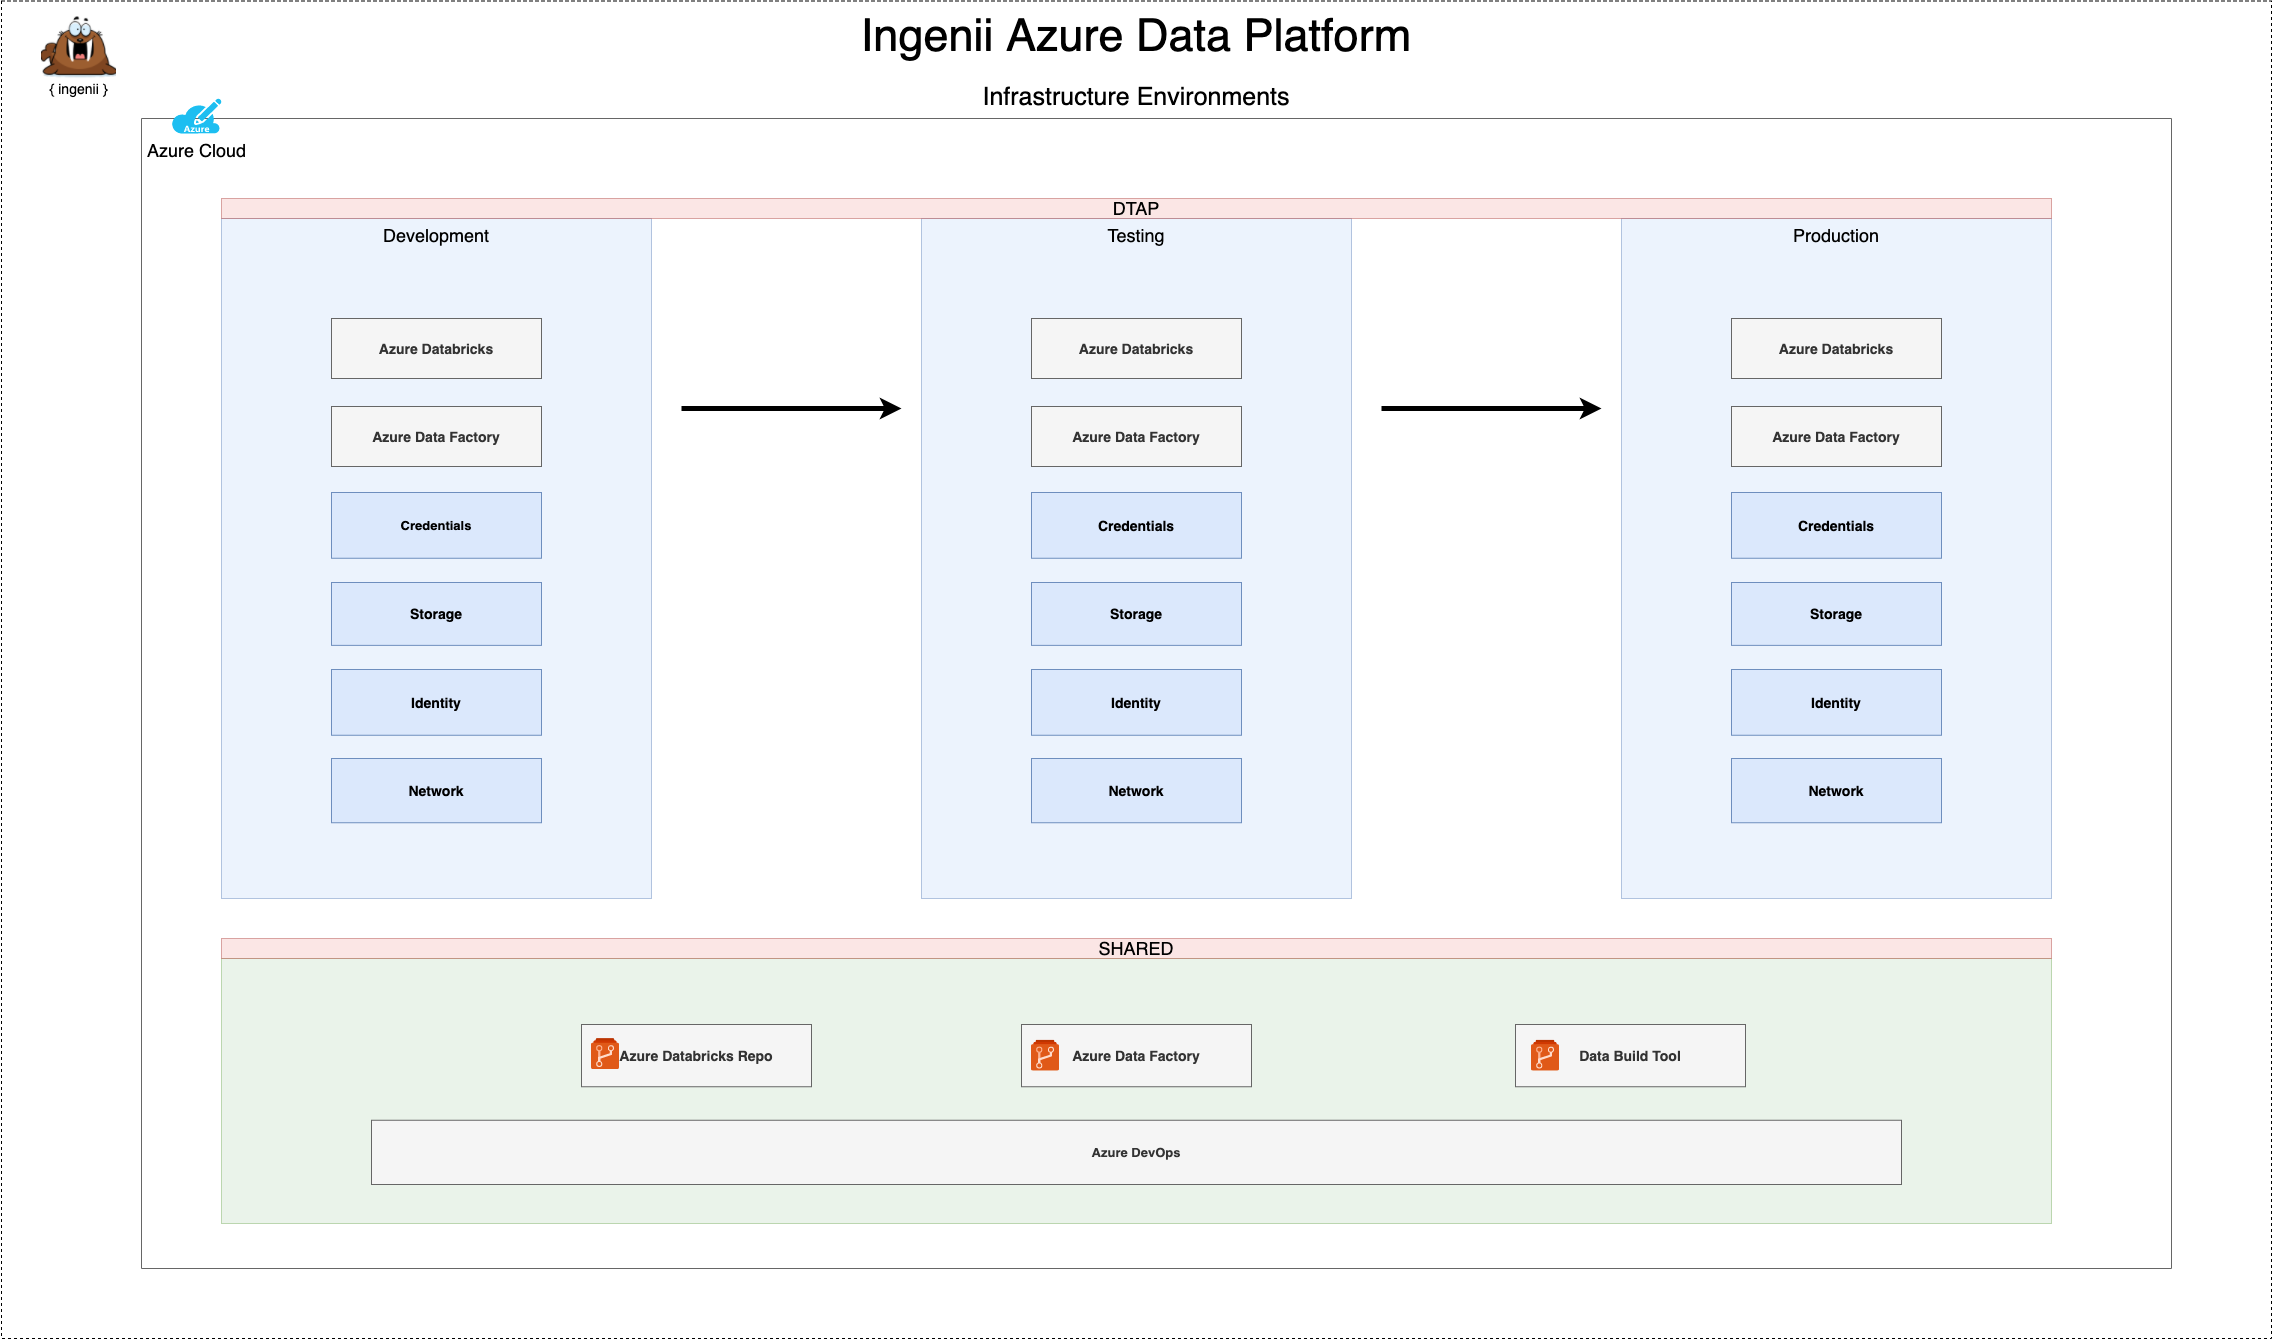 Ingenii Azure Data Platform
{ ingenii }
Infrastructure Environments
Azure
Azure Cloud
DTAP
Development
Azure Databricks
Azure Data Factory
Credentials
Storage
Identity
Network
Testing
Azure Databricks
Azure Data Factory
Credentials
Storage
Identity
Network
Production
Azure Databricks
Azure Data Factory
Credentials
Storage
Identity
Network
SHARED
Azure Databricks Repo
Azure Data Factory
Data Build Tool
Azure DevOps